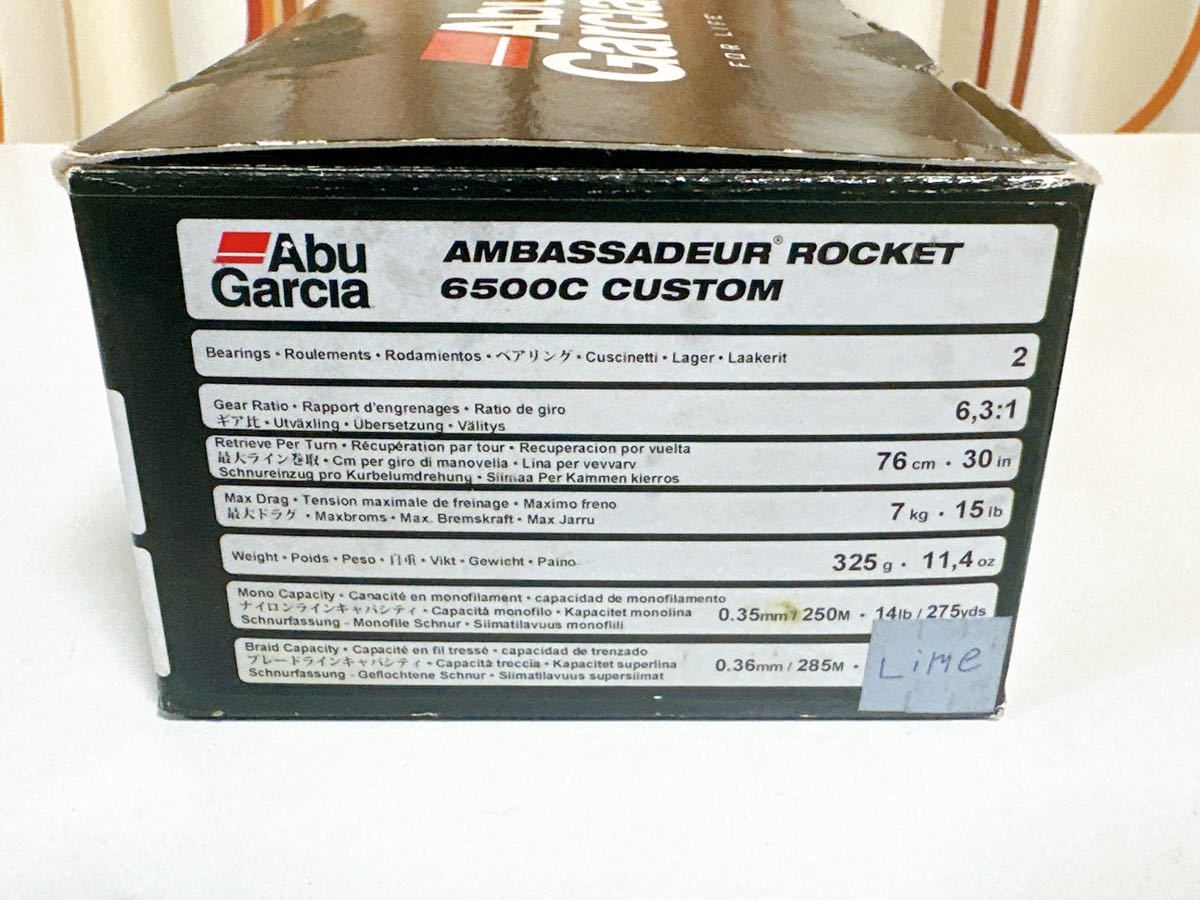 Abu
Garcia
FOR LIFE
Abu
Garcia
AMBASSADEUR® ROCKET
6500C CUSTOM
Bearings • Roulements • Rodamientos • ベアリング • Cuscinetti • Lager • Laakerit
2
Gear Ratio • Rapport d'engrenages • Ratio de giro
ギア比 • Utväxling • Übersetzung • Välitys
6,3:1
Retrieve Per Turn • Récupération par tour • Recuperacion por vuelta
最大ライン巻取 • Cm per giro di manovella • Lina per vevvarv
Schnureinzug pro Kurbelumdrehung • Siimaa Per Kammen kierros
76 cm • 30 in
Max Drag • Tension maximale de freinage • Maximo freno
最大ドラグ • Maxbroms • Max. Bremskraft • Max Jarru
7 kg • 15 lb
Weight • Poids • Peso • 自重 • Vikt • Gewicht • Paino
325 g • 11,4 oz
Mono Capacity • Canacité en monofilament • capacidad de monofilamento
ナイロンラインキャパシティ • Capacità monofilo • Kapacitet monolina
Schnurfassung - Monofile Schnur • Siimatilavuus monofiili
0.35mm / 250M • 14lb / 275yds
Braid Capacity • Capacité en fil tressé • capacidad de trenzado
ブレードラインキャパシティ • Capacità treccia • Kapacitet superlina
Schnurfassung - Geflochtene Schnur • Siimatilavuus supersiimat
0.36mm / 285M •
Lime